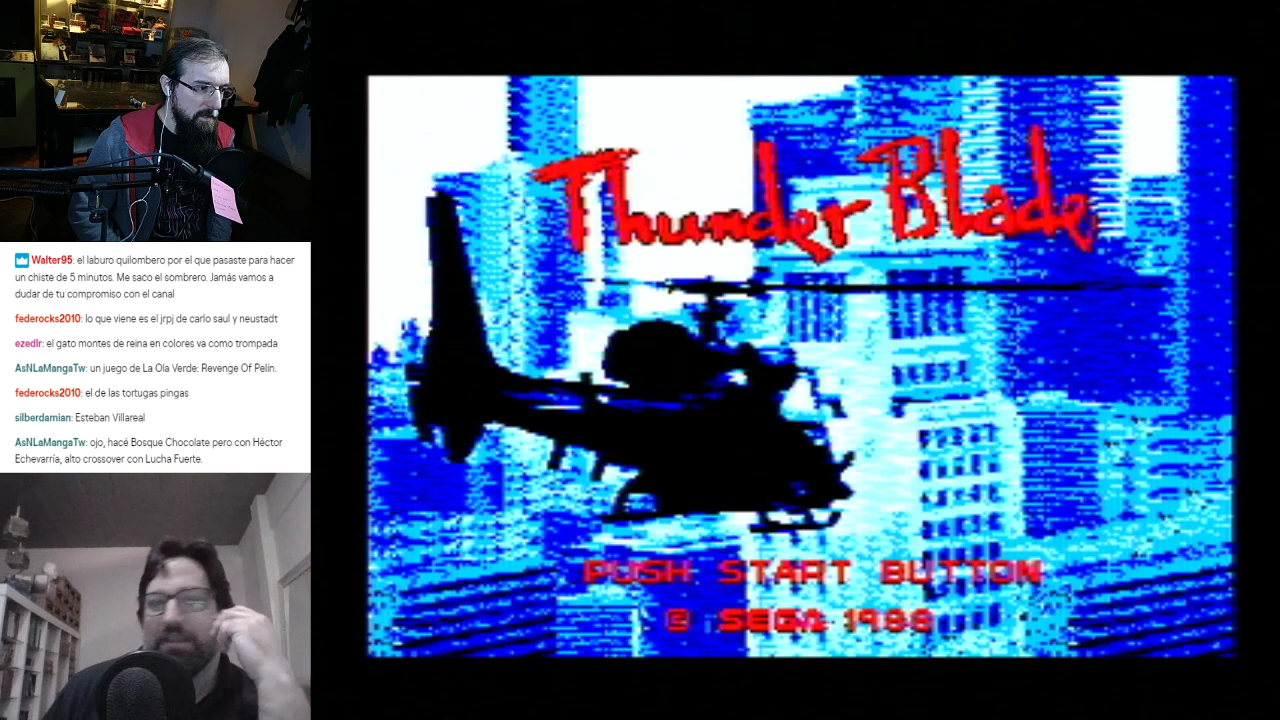 Walter95: el laburo quilombero por el que pasaste para hacer
un chiste de 5 minutos. Me saco el sombrero. Jamás vamos a
dudar de tu compromiso con el canal
federocks2010: lo que viene es el jrpj de carlo saul y neustadt
ezedlr: el gato montes de reina en colores va como trompada
AsNLaMangaTw: un juego de La Ola Verde: Revenge Of Pelín.
federocks2010: el de las tortugas pingas
silberdamian: Esteban Villareal
AsNLaMangaTw: ojo, hacé Bosque Chocolate pero con Héctor
Echevarría, alto crossover con Lucha Fuerte.
Thunder Blade
PUSH START BUTTON
© SEGA 1988